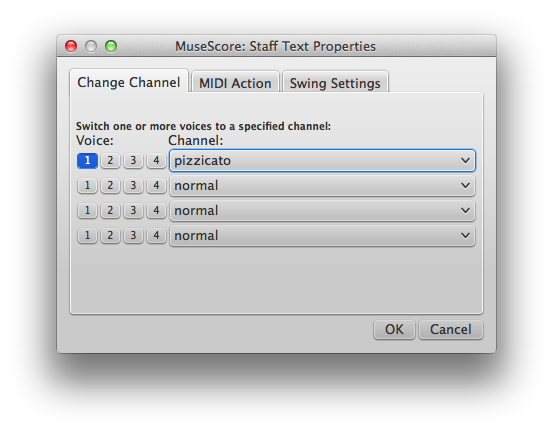 MuseScore: Staff Text Properties
Change Channel MIDI Action Swing Settings
Switch one or more voices to a specified channel:
Voice: Channel:
1 2 3 4 pizzicato
1 2 3 4 normal
1 2 3 4 normal
1 2 3 4 normal
OK Cancel